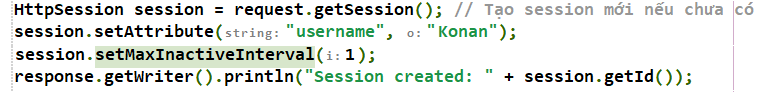 HttpSession session = request.getSession(); // Tạo session mới nếu chưa có
session.setAttribute(string: "username", o: "Konan");
session.setMaxInactiveInterval(i: 1);
response.getWriter().println("Session created: " + session.getId());